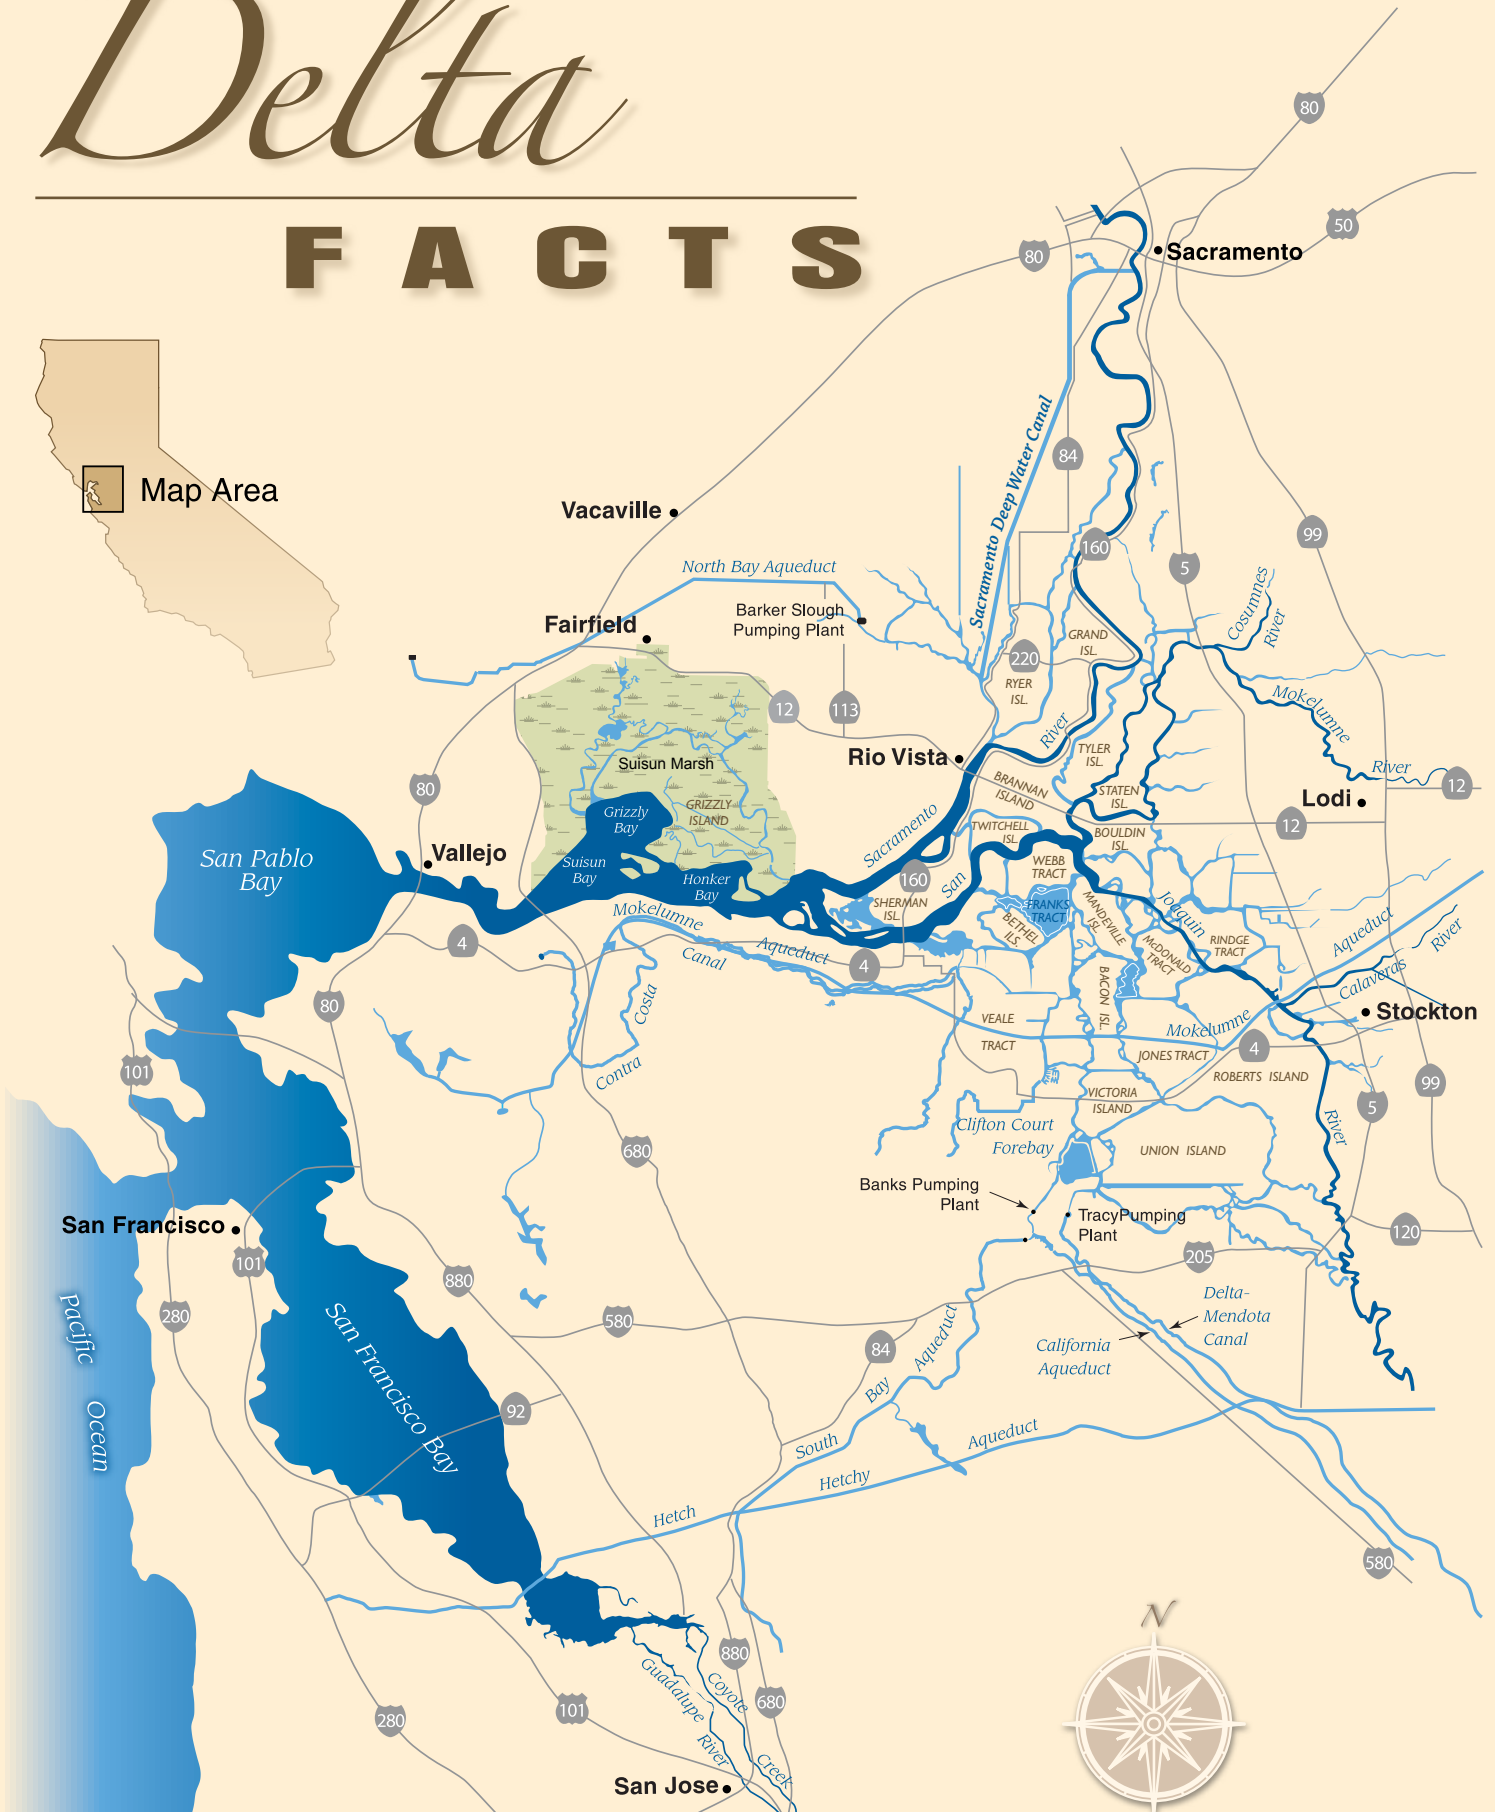 Delta
FACTS
80
50
80
Sacramento
Map Area
84
Sacramento Deep Water Canal
Vacaville
99
160
5
North Bay Aqueduct
Cosumnes
River
Barker Slough
Pumping Plant
Fairfield
GRAND
ISL.
220
RYER
ISL.
12
113
Mokelumne
River
River
Rio Vista
TYLER
ISL.
Suisun Marsh
80
BRANNAN
ISLAND
STATEN
ISL.
12
Lodi
Grizzly
Bay
GRIZZLY
ISLAND
12
TWITCHELL
ISL.
BOULDIN
ISL.
Sacramento
San Pablo
Bay
Vallejo
Suisun
Bay
Honker
Bay
160
San
WEBB
TRACT
SHERMAN
ISL.
FRANKS
TRACT
MANDEVILLE
ISL.
Joaquin
BETHEL
ILS.
Mokelumne
Aqueduct
4
Canal
4
McDONALD
TRACT
RINDGE
TRACT
Aqueduct
River
Calaveras
BACON ISL.
Costa
Contra
80
VEALE
TRACT
Mokelumne
Stockton
4
JONES TRACT
ROBERTS ISLAND
101
99
5
VICTORIA
ISLAND
Clifton Court
Forebay
River
680
UNION ISLAND
Banks Pumping
Plant
TracyPumping
Plant
San Francisco
120
101
205
880
280
580
Delta-
Mendota
Canal
California
Aqueduct
84
Pacific
Ocean
San Francisco Bay
92
South
Bay
Aqueduct
Hetch
Hetchy
Aqueduct
580
N
880
Guadalupe
River
Coyote
Creek
680
101
280
San Jose